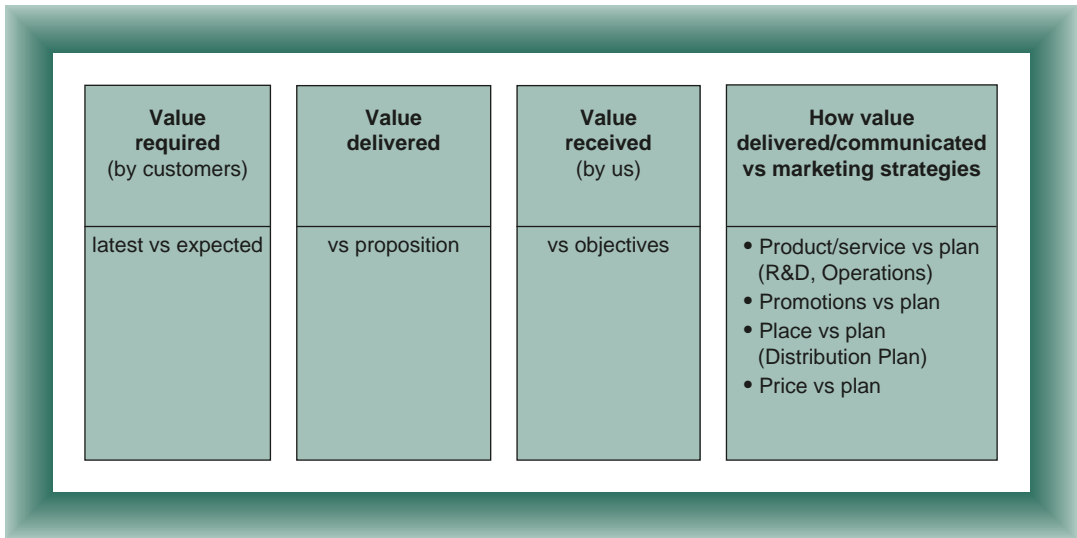 Value
required
(by customers)
latest vs expected
Value
delivered
vs proposition
Value
received
(by us)
vs objectives
How value
delivered/communicated
vs marketing strategies
• Product/service vs plan
(R&D, Operations)
• Promotions vs plan
• Place vs plan
(Distribution Plan)
• Price vs plan